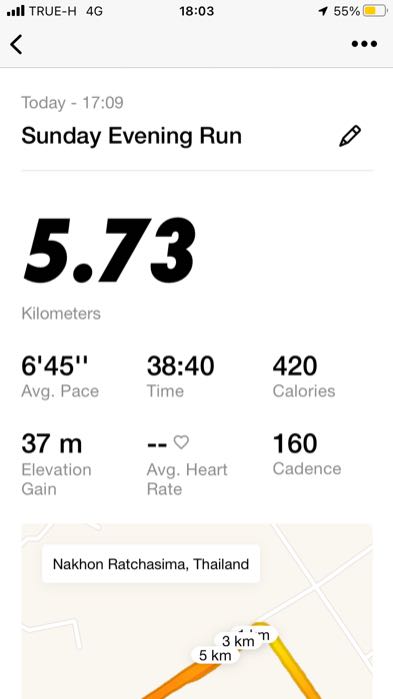 TRUE-H 4G 18:03 55%
Today - 17:09
Sunday Evening Run
5.73
Kilometers
6'45'' 38:40 420
Avg. Pace Time Calories
37 m -- 160
Elevation Gain Avg. Heart Rate Cadence
Nakhon Ratchasima, Thailand
3 km
5 km